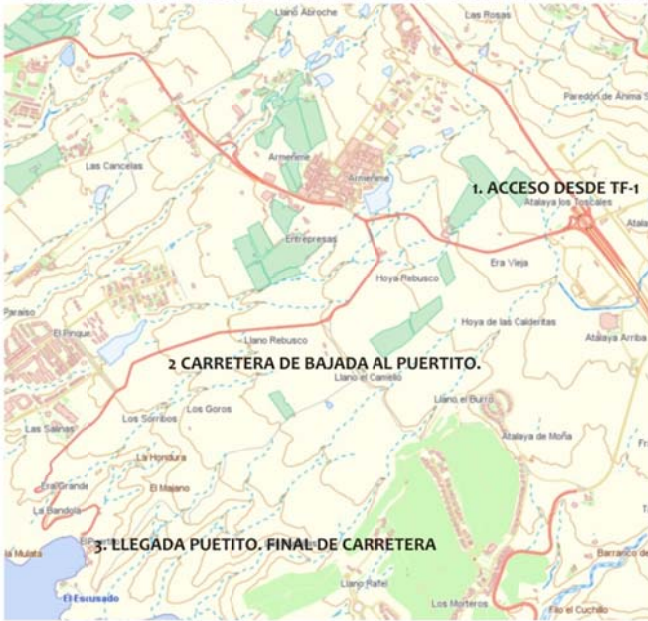 Llano Abroche
Las Rosas
Paredón de Ánima S
Las Cancelas
Armeñime
Armeñime
1. ACCESO DESDE TF-1
Atalaya los Toscales
Atala
Entrepresas
Era Vieja
Hoya Rebusco
Paraiso
El Pinque
Hoya de las Calderitas
Llano Rebusco
Atalaya Arriba
2 CARRETERA DE BAJADA AL PUERTITO.
Llano el Camello
Llano el Burro
Los Goros
Los Sorribos
Las Salinas
Atalaya de Moña
La Hondura
Era Grande
El Majano
La Bandola
3. LLEGADA PUETITO. FINAL DE CARRETERA
la Mulata
Barranco de
Llano Rafel
El Esrusado
Los Morteros
Filo el Cuchillo